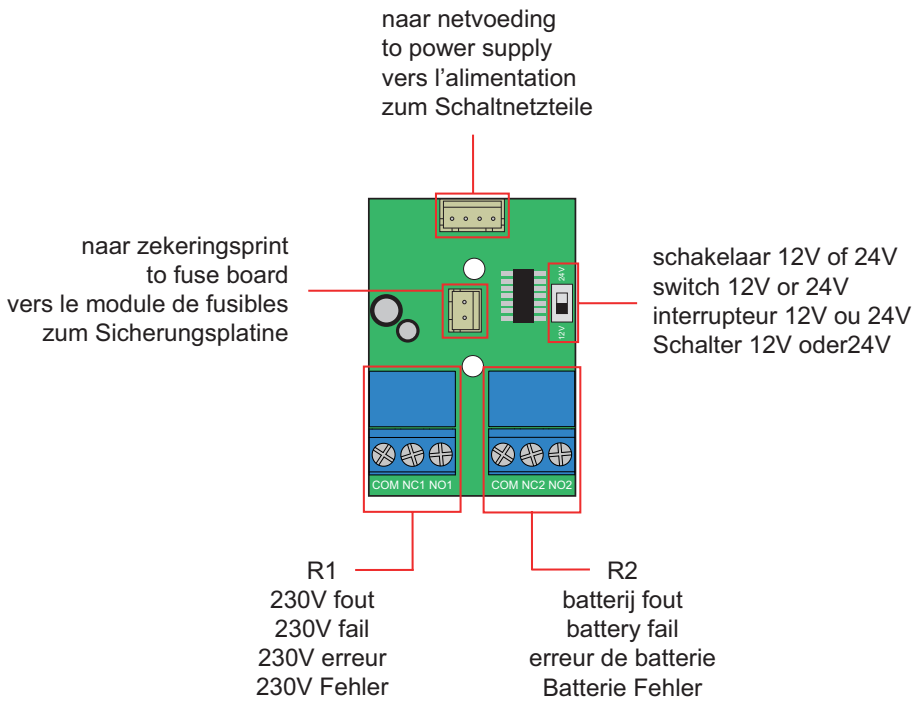 naar netvoeding
to power supply
vers l'alimentation
zum Schaltnetzteile
naar zekeringsprint
to fuse board
vers le module de fusibles
zum Sicherungsplatine
24V
12V
schakelaar 12V of 24V
switch 12V or 24V
interrupteur 12V ou 24V
Schalter 12V oder24V
COM NC1 NO1
COM NC2 NO2
R1
230V fout
230V fail
230V erreur
230V Fehler
R2
batterij fout
battery fail
erreur de batterie
Batterie Fehler